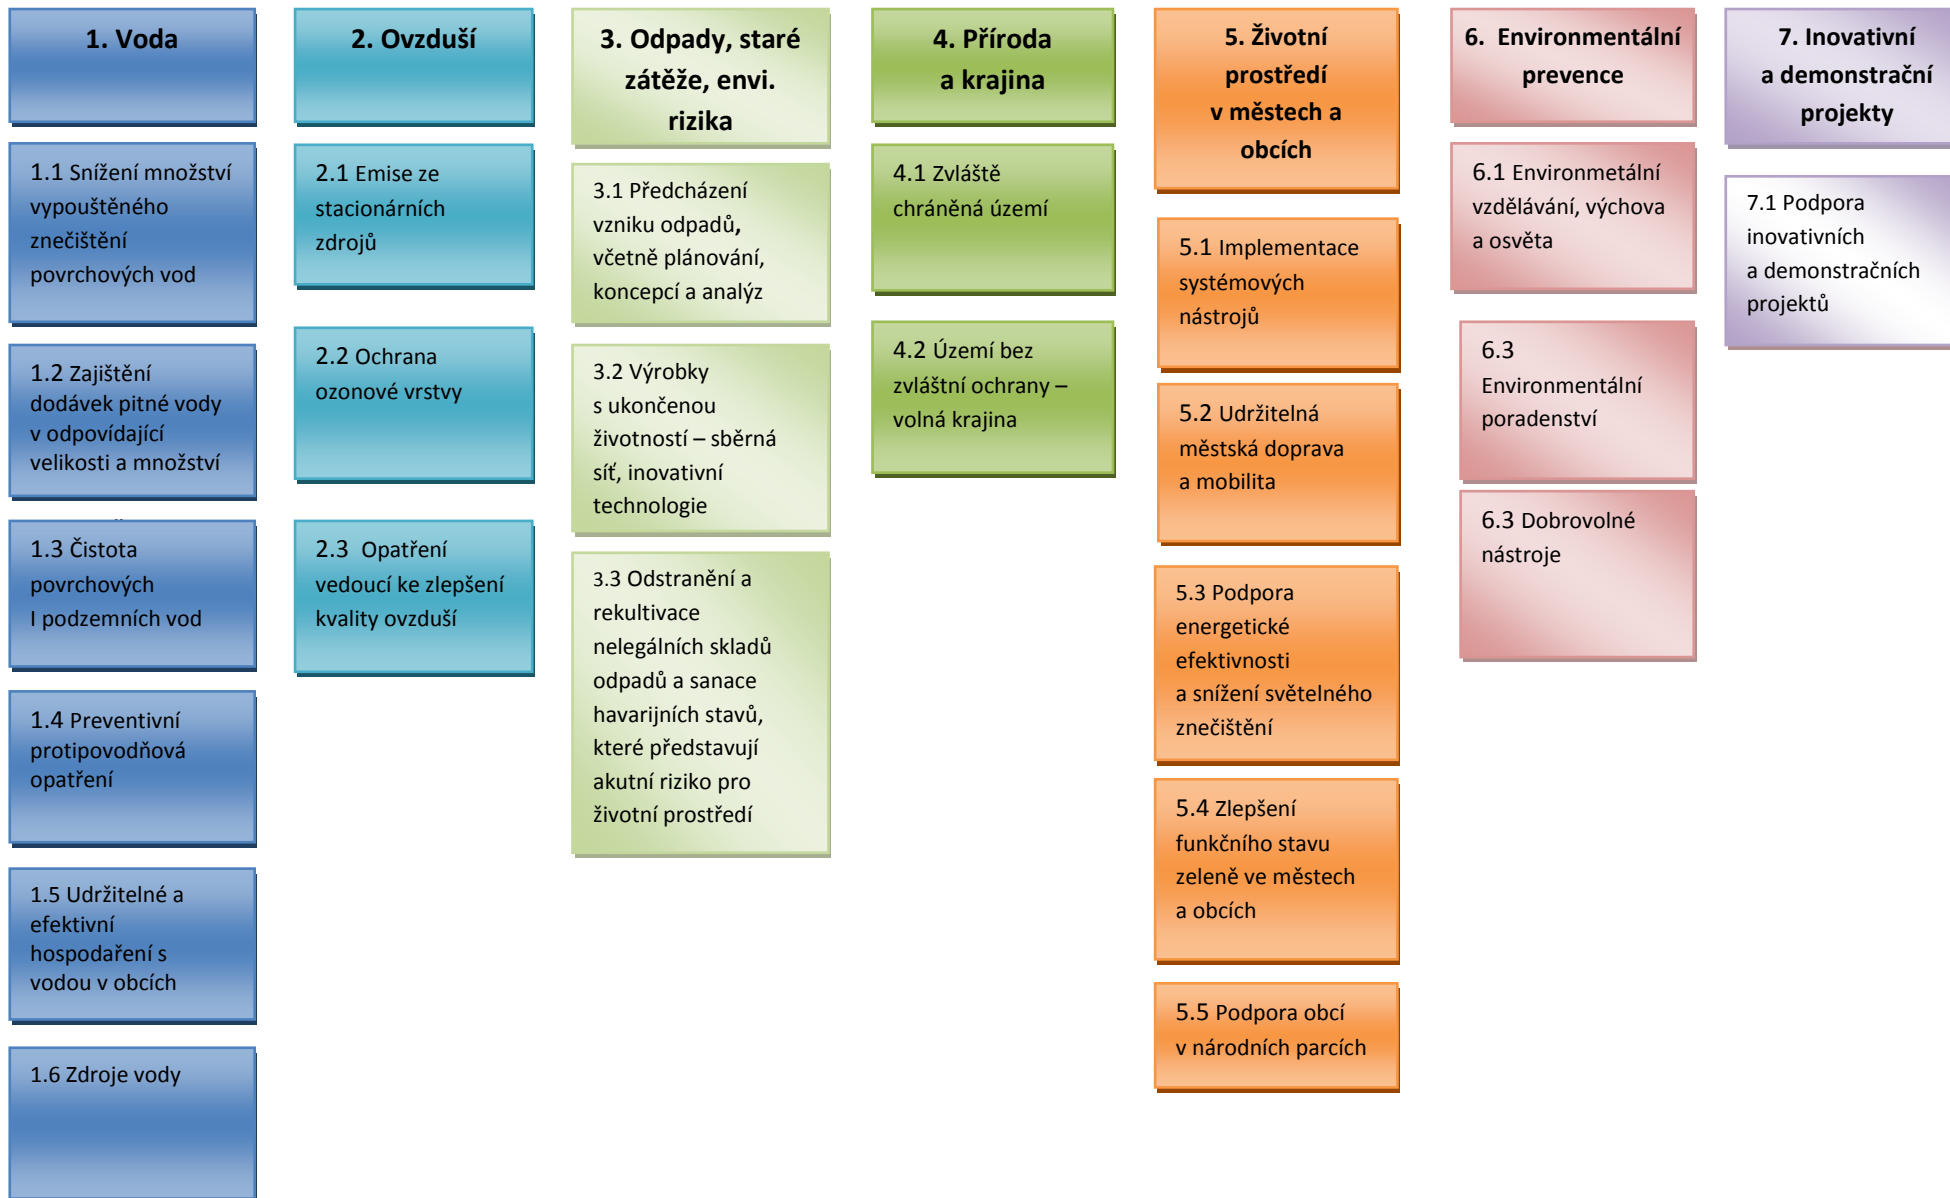 1. Voda
1.1 Snížení množství
vypouštěného
znečištění
povrchových vod
1.2 Zajištění
dodávek pitné vody
v odpovídající
velikosti a množství
1.3 Čistota
povrchových
I podzemních vod
1.4 Preventivní
protipovodňová
opatření
1.5 Udržitelné a
efektivní
hospodaření s
vodou v obcích
1.6 Zdroje vody
2. Ovzduší
2.1 Emise ze
stacionárních
zdrojů
2.2 Ochrana
ozonové vrstvy
2.3 Opatření
vedoucí ke zlepšení
kvality ovzduší
3. Odpady, staré
zátěže, envi.
rizika
3.1 Předcházení
vzniku odpadů,
včetně plánování,
koncepcí a analýz
3.2 Výrobky
s ukončenou
životností – sběrná
síť, inovativní
technologie
3.3 Odstranění a
rekultivace
nelegálních skladů
odpadů a sanace
havarijních stavů,
které představují
akutní riziko pro
životní prostředí
4. Příroda
a krajina
4.1 Zvláště
chráněná území
4.2 Území bez
zvláštní ochrany –
volná krajina
5. Životní
prostředí
v městech a
obcích
5.1 Implementace
systémových
nástrojů
5.2 Udržitelná
městská doprava
a mobilita
5.3 Podpora
energetické
efektivnosti
a snížení světelného
znečištění
5.4 Zlepšení
funkčního stavu
zeleně ve městech
a obcích
5.5 Podpora obcí
v národních parcích
6. Environmentální
prevence
6.1 Environmetální
vzdělávání, výchova
a osvěta
6.3
Environmentální
poradenství
6.3 Dobrovolné
nástroje
7. Inovativní
a demonstrační
projekty
7.1 Podpora
inovativních
a demonstračních
projektů